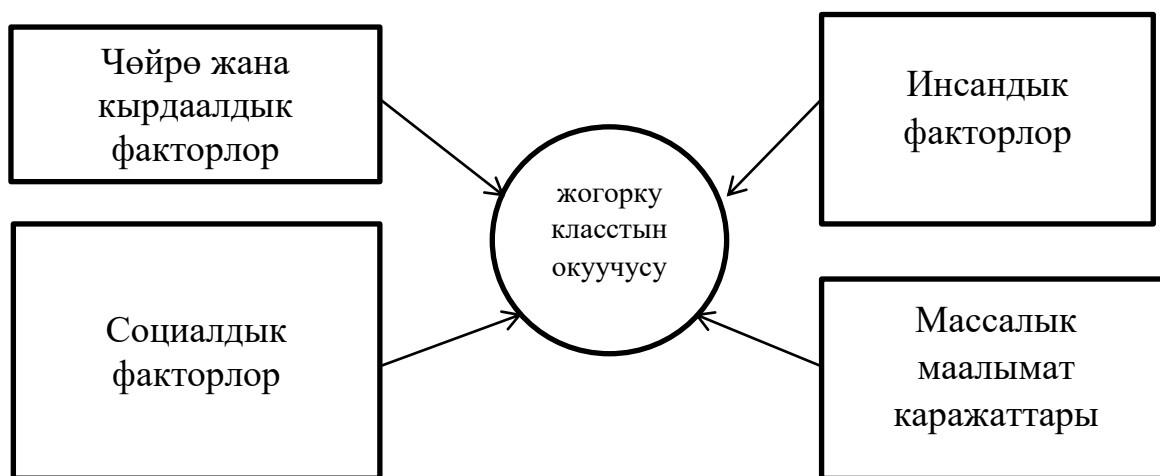 Чөйрө жана
кырдаалдык
факторлор
Инсандык
факторлор
жогорку
класстын
окуучусу
Социалдык
факторлор
Массалык
маалымат
каражаттары